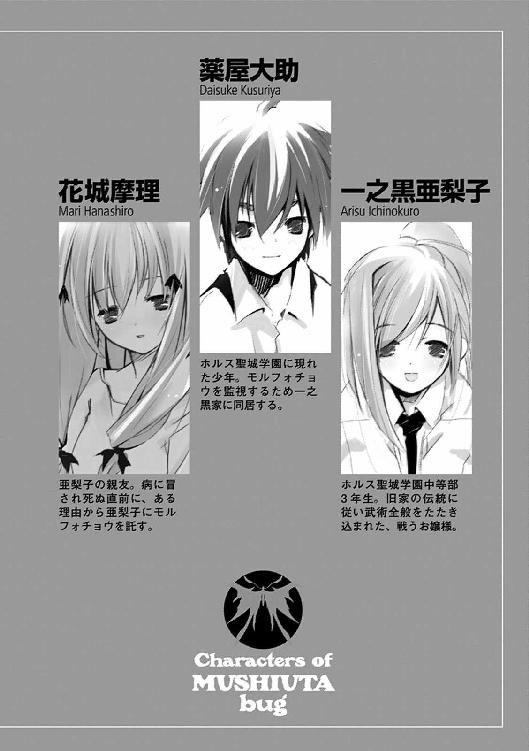 薬屋大助
Daisuke Kusuriya
ホルス聖城学園に現れ
た少年。モルフォチョ
ウを監視するため一之
黒家に同居する。
花城摩理
Mari Hanashiro
亜梨子の親友。病に冒
され死ぬ直前に、ある
理由から亜梨子にモル
フォチョウを託す。
一之黒亜梨子
Arisu Ichinokuro
ホルス聖城学園中等部
3年生。旧家の伝統に
従い武術全般をたたき
込まれた、戦うお嬢様。
Characters of
MUSHIUTA
bug